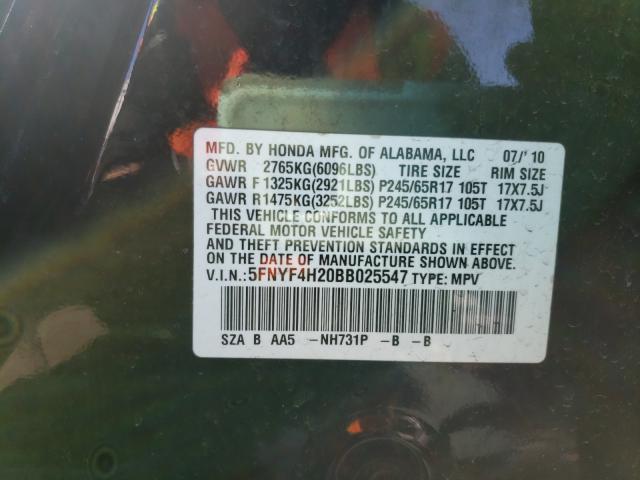 MFD. BY HONDA MFG. OF ALABAMA, LLC 07/'10
GVWR 2765KG(6096LBS) TIRE SIZE RIM SIZE
GAWR F 1325KG(2921LBS) P245/65R17 105T 17X7.5J
GAWR R 1475KG(3252LBS) P245/65R17 105T 17X7.5J
THIS VEHICLE CONFORMS TO ALL APPLICABLE
FEDERAL MOTOR VEHICLE SAFETY
AND THEFT PREVENTION STANDARDS IN EFFECT
ON THE DATE OF MANUFACTURE SHOWN ABOVE.
V.I.N.: 5FNYF4H20BB025547 TYPE: MPV
SZA B AA5 -NH731P -B -B